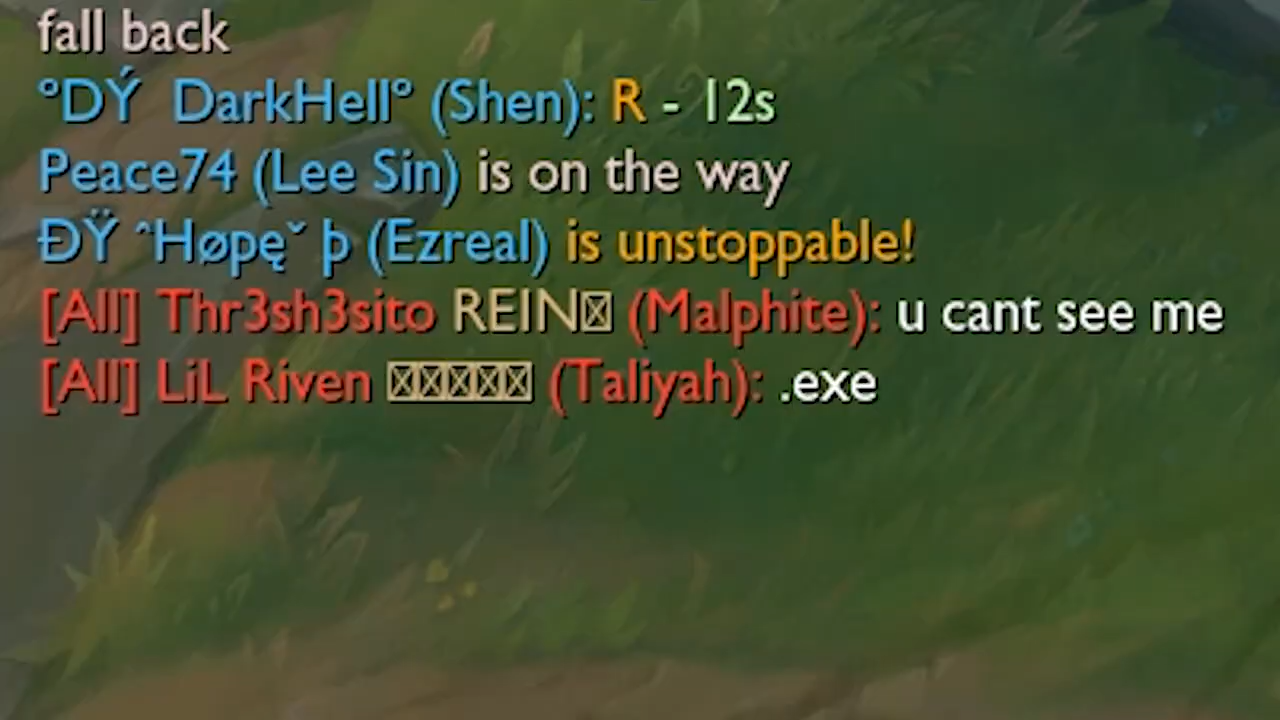 fall back
°DÝ DarkHell° (Shen): R - 12s
Peace74 (Lee Sin) is on the way
ÐŸ ˆHøpęˇ þ (Ezreal) is unstoppable!
[All] Thr3sh3sito REIN (Malphite): u cant see me
[All] LiL Riven (Taliyah): .exe